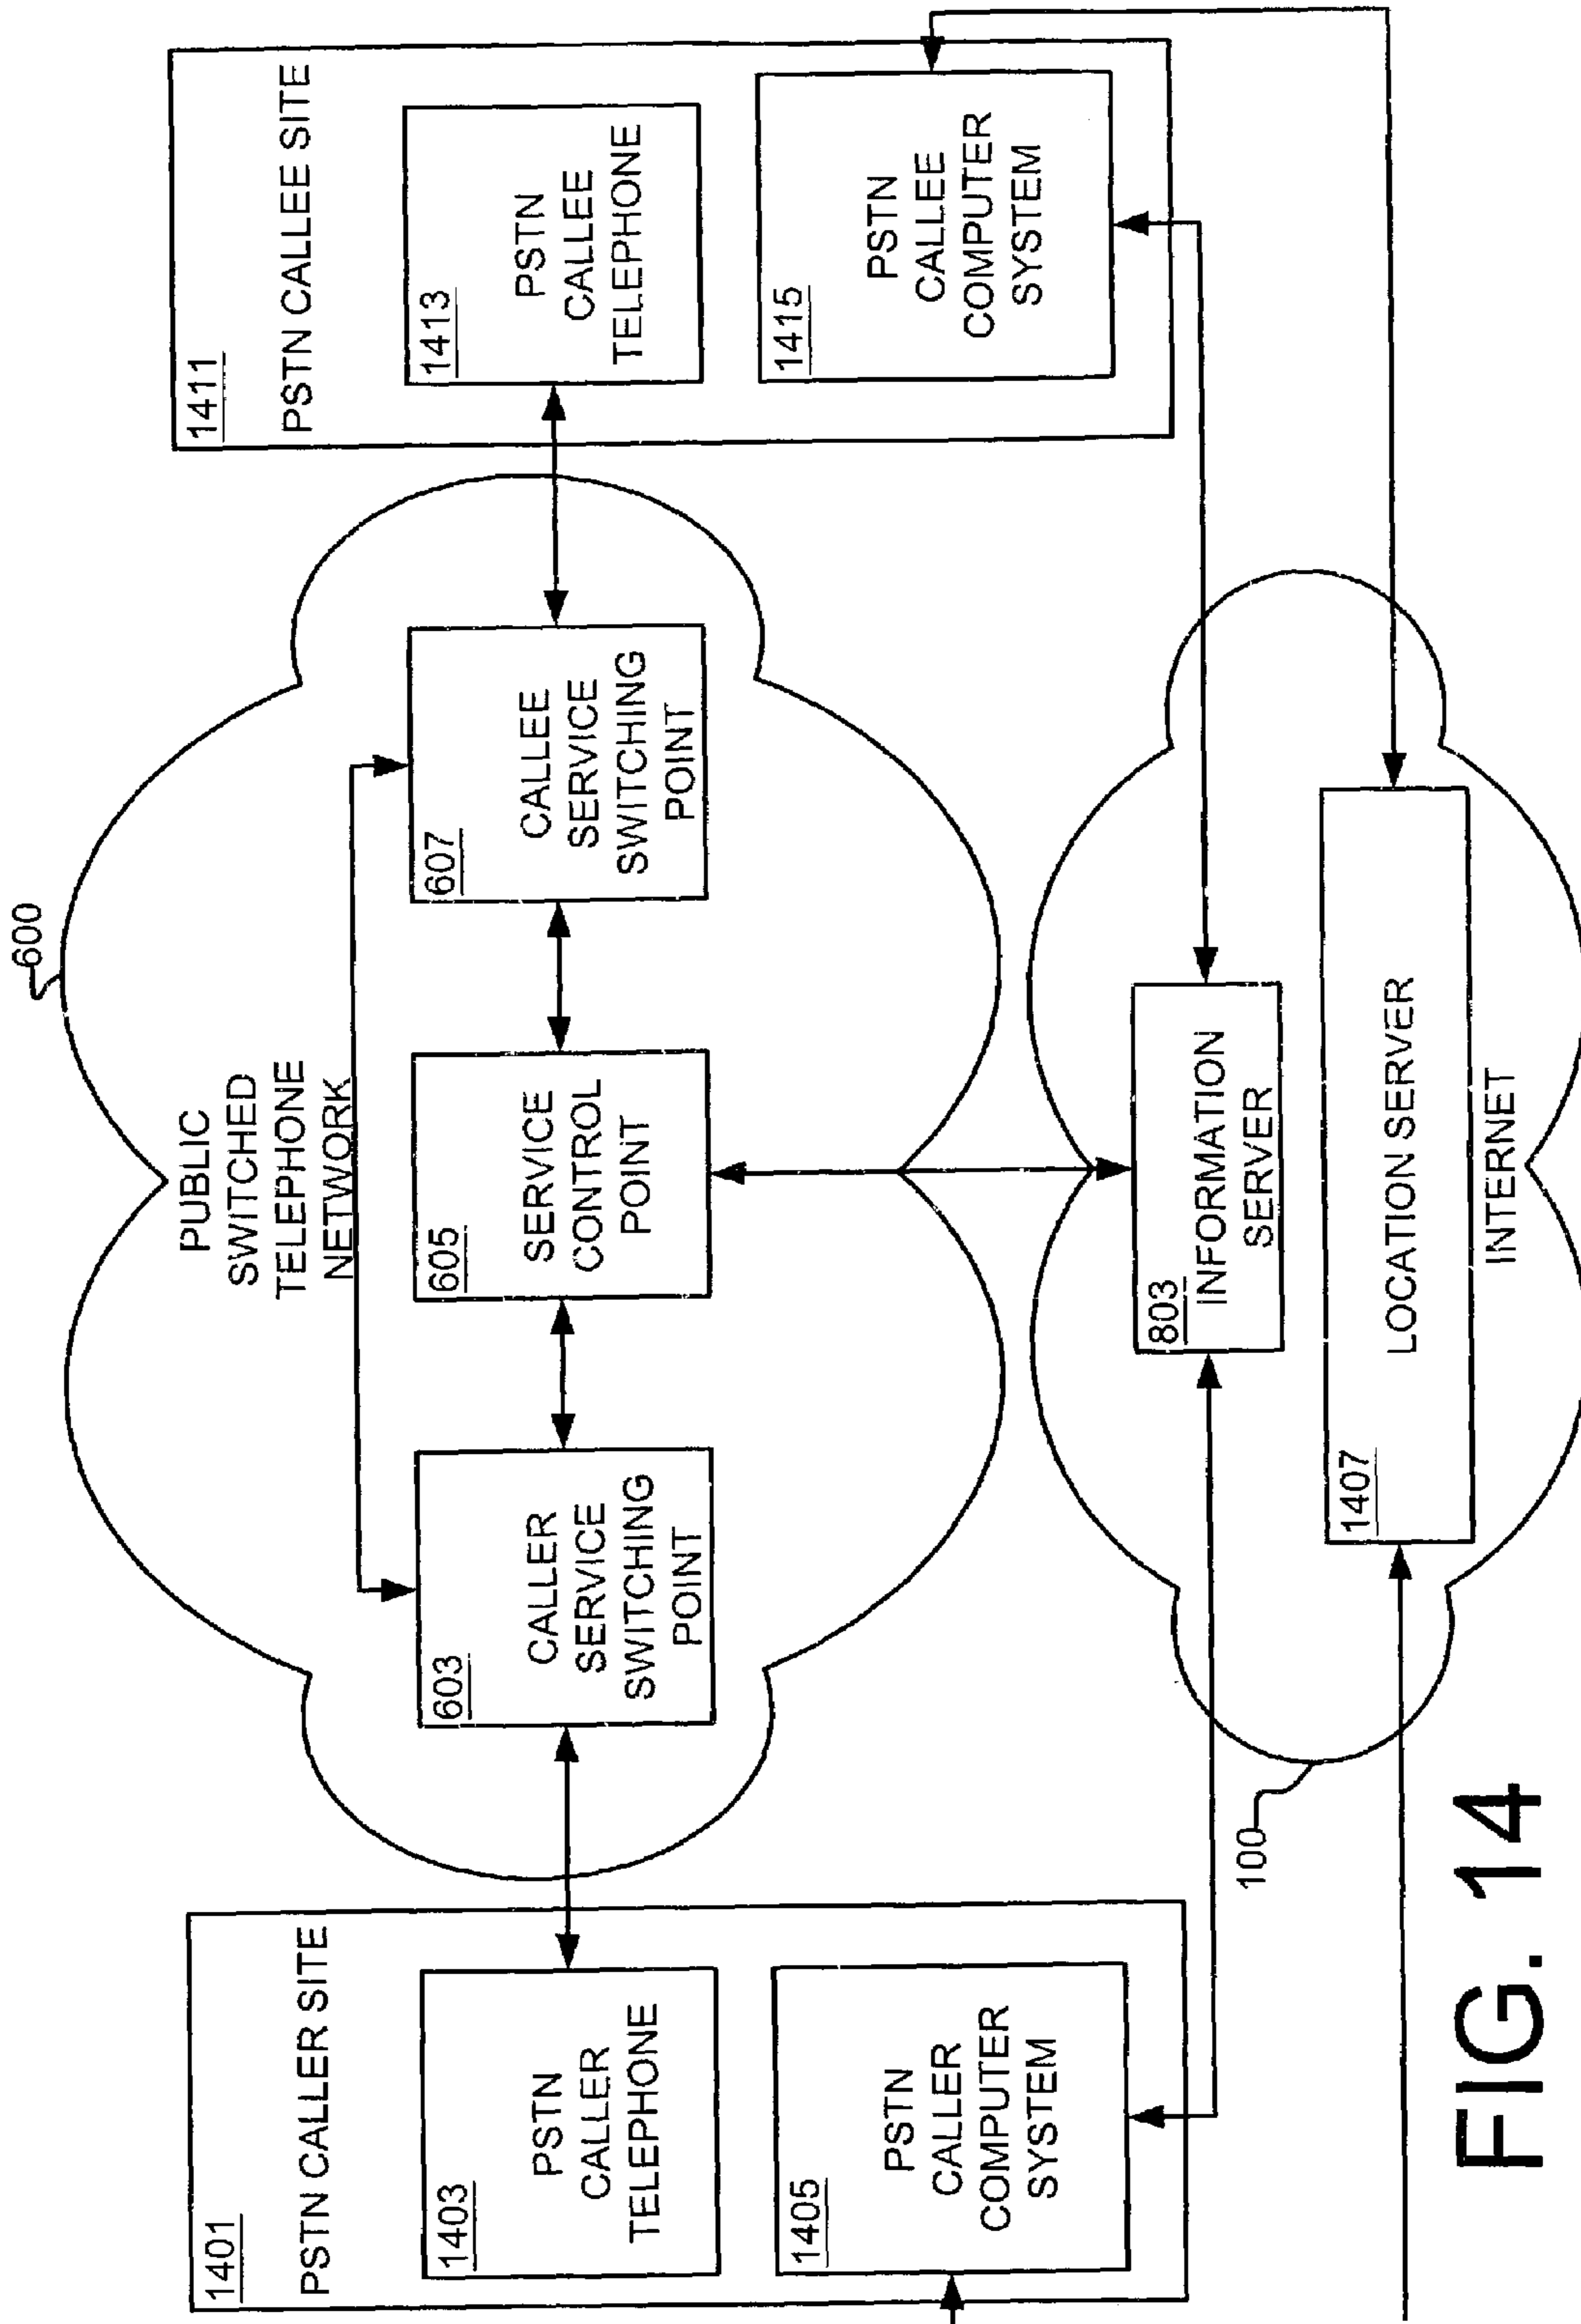 600
PUBLIC
SWITCHED
TELEPHONE
NETWORK
1401
PSTN CALLER SITE
1403
PSTN
CALLER
TELEPHONE
1405
PSTN
CALLER
COMPUTER
SYSTEM
603
CALLER
SERVICE
SWITCHING
POINT
605
SERVICE
CONTROL
POINT
607
CALLEE
SERVICE
SWITCHING
POINT
1411
PSTN CALLEE SITE
1413
PSTN
CALLEE
TELEPHONE
1415
PSTN
CALLEE
COMPUTER
SYSTEM
100
803
INFORMATION
SERVER
1407
LOCATION SERVER
INTERNET
FIG. 14